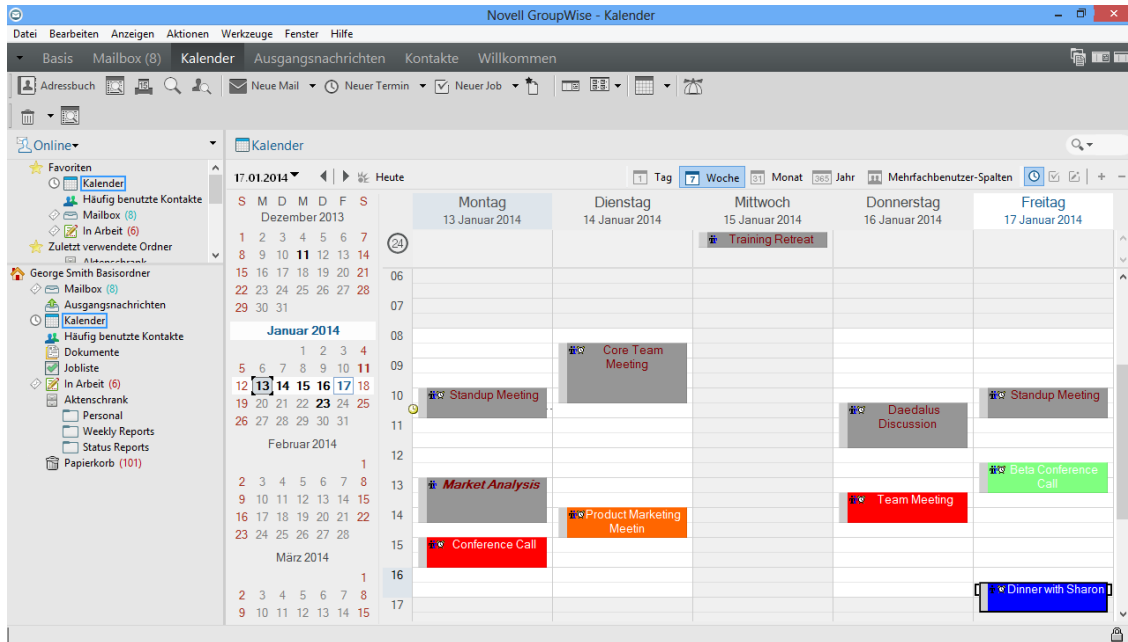 Novell GroupWise - Kalender
Datei Bearbeiten Anzeigen Aktionen Werkzeuge Fenster Hilfe
Basis Mailbox (8) Kalender Ausgangsnachrichten Kontakte Willkommen
Adressbuch Neue Mail Neuer Termin Neuer Job
Online
Favoriten
Kalender
Häufig benutzte Kontakte
Mailbox (8)
In Arbeit (6)
Zuletzt verwendete Ordner
Aktenschrank
George Smith Basisordner
Mailbox (8)
Ausgangsnachrichten
Kalender
Häufig benutzte Kontakte
Dokumente
Jobliste
In Arbeit (6)
Aktenschrank
Personal
Weekly Reports
Status Reports
Papierkorb (101)
Kalender
17.01.2014 Heute 1 Tag 7 Woche 31 Monat 365 Jahr Mehrfachbenutzer-Spalten
S M D M D F S
Dezember 2013
1 2 3 4 5 6 7
8 9 10 11 12 13 14
15 16 17 18 19 20 21
22 23 24 25 26 27 28
29 30 31
Januar 2014
1 2 3 4
5 6 7 8 9 10 11
12 13 14 15 16 17 18
19 20 21 22 23 24 25
26 27 28 29 30 31
Februar 2014
1
2 3 4 5 6 7 8
9 10 11 12 13 14 15
16 17 18 19 20 21 22
23 24 25 26 27 28
März 2014
1
2 3 4 5 6 7 8
9 10 11 12 13 14 15
Montag Dienstag Mittwoch Donnerstag Freitag
13 Januar 2014 14 Januar 2014 15 Januar 2014 16 Januar 2014 17 Januar 2014
24 Training Retreat
06
07
08
Core Team
09 Meeting
10 Standup Meeting Standup Meeting
Daedalus
11 Discussion
12
Beta Conference
13 Market Analysis Call
Team Meeting
14 Product Marketing
Meetin
15 Conference Call
16
Dinner with Sharon
17